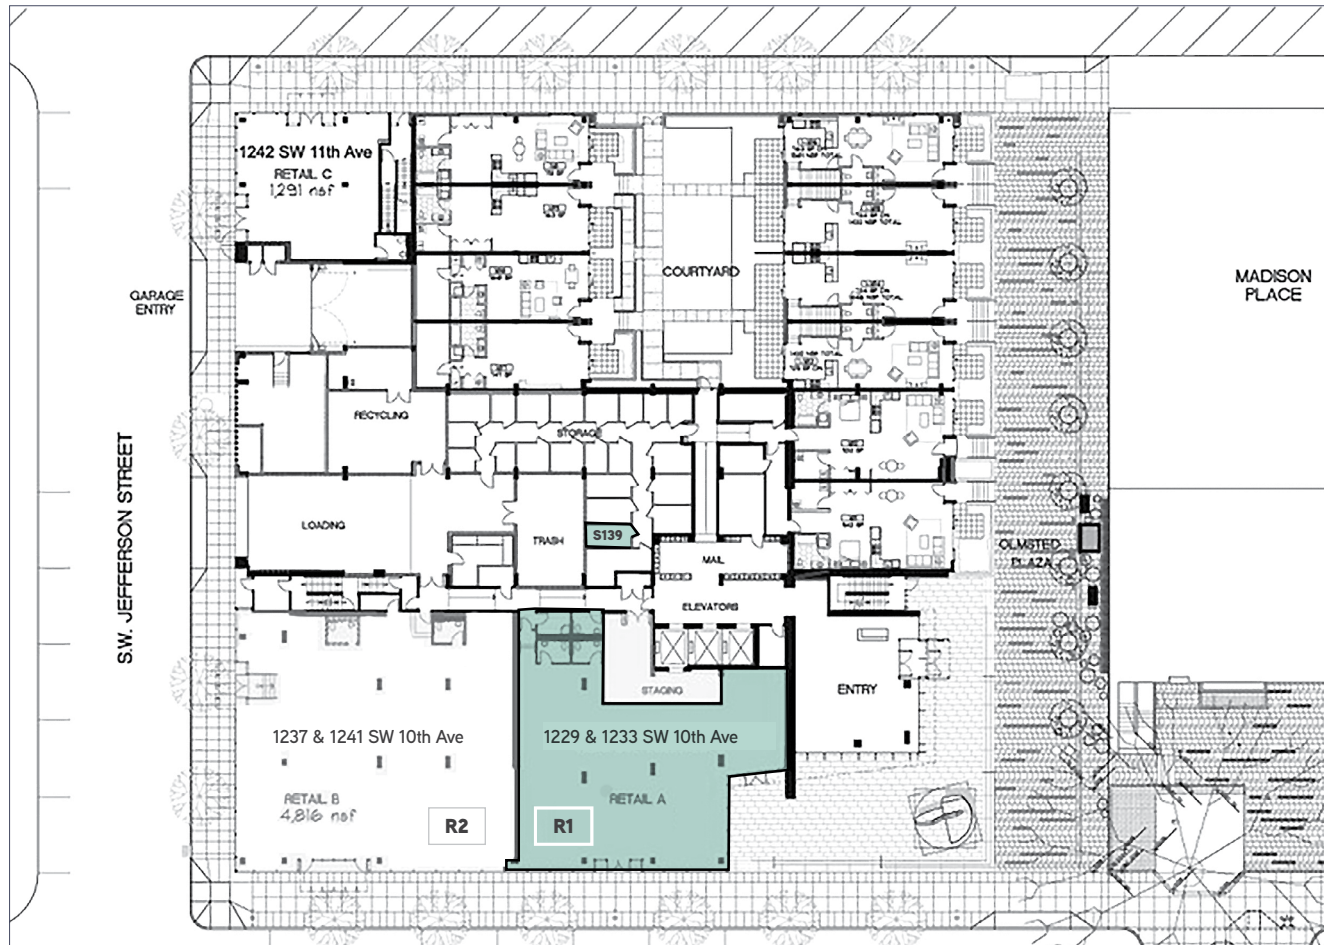 1242 SW 11th Ave
RETAIL C
1,291 nsf
COURTYARD
MADISON
PLACE
GARAGE
ENTRY
RECYCLING
STORAGE
S.W. JEFFERSON STREET
LOADING
TRASH
S139
MAIL
OLMSTED
PLAZA
ELEVATORS
STAGING
ENTRY
1237 & 1241 SW 10th Ave
1229 & 1233 SW 10th Ave
RETAIL B
4,816 nsf
RETAIL A
R2
R1